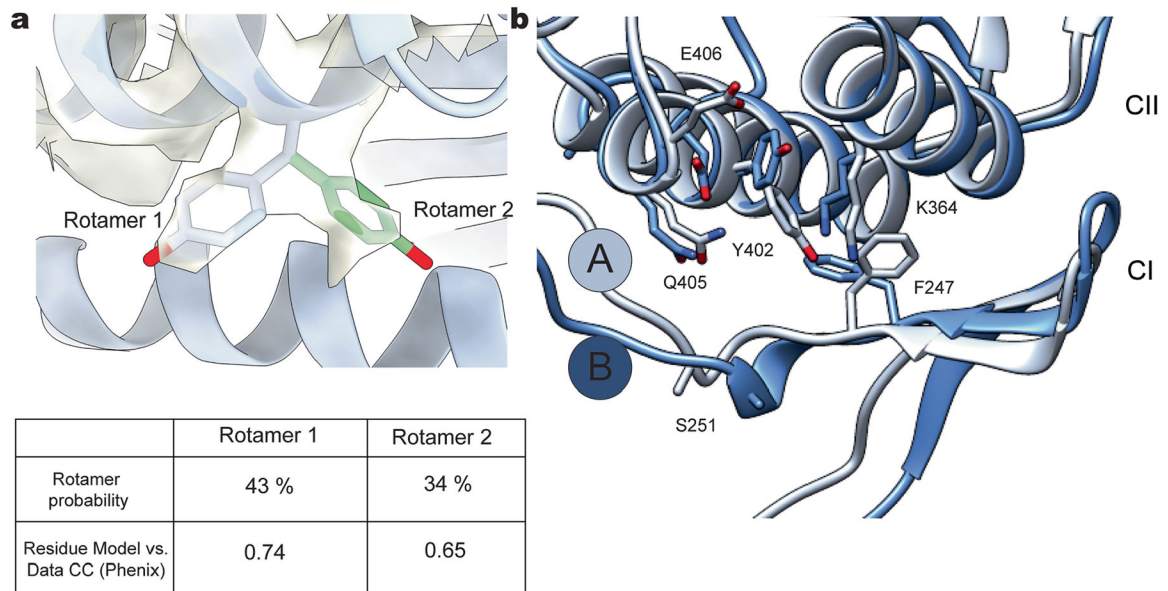 a
Rotamer 1
Rotamer 2
b
E406
CII
K364
Y402
Q405
A
F247
CI
B
S251
Rotamer 1 Rotamer 2
Rotamer
probability
43 % 34 %
Residue Model vs.
Data CC (Phenix)
0.74 0.65